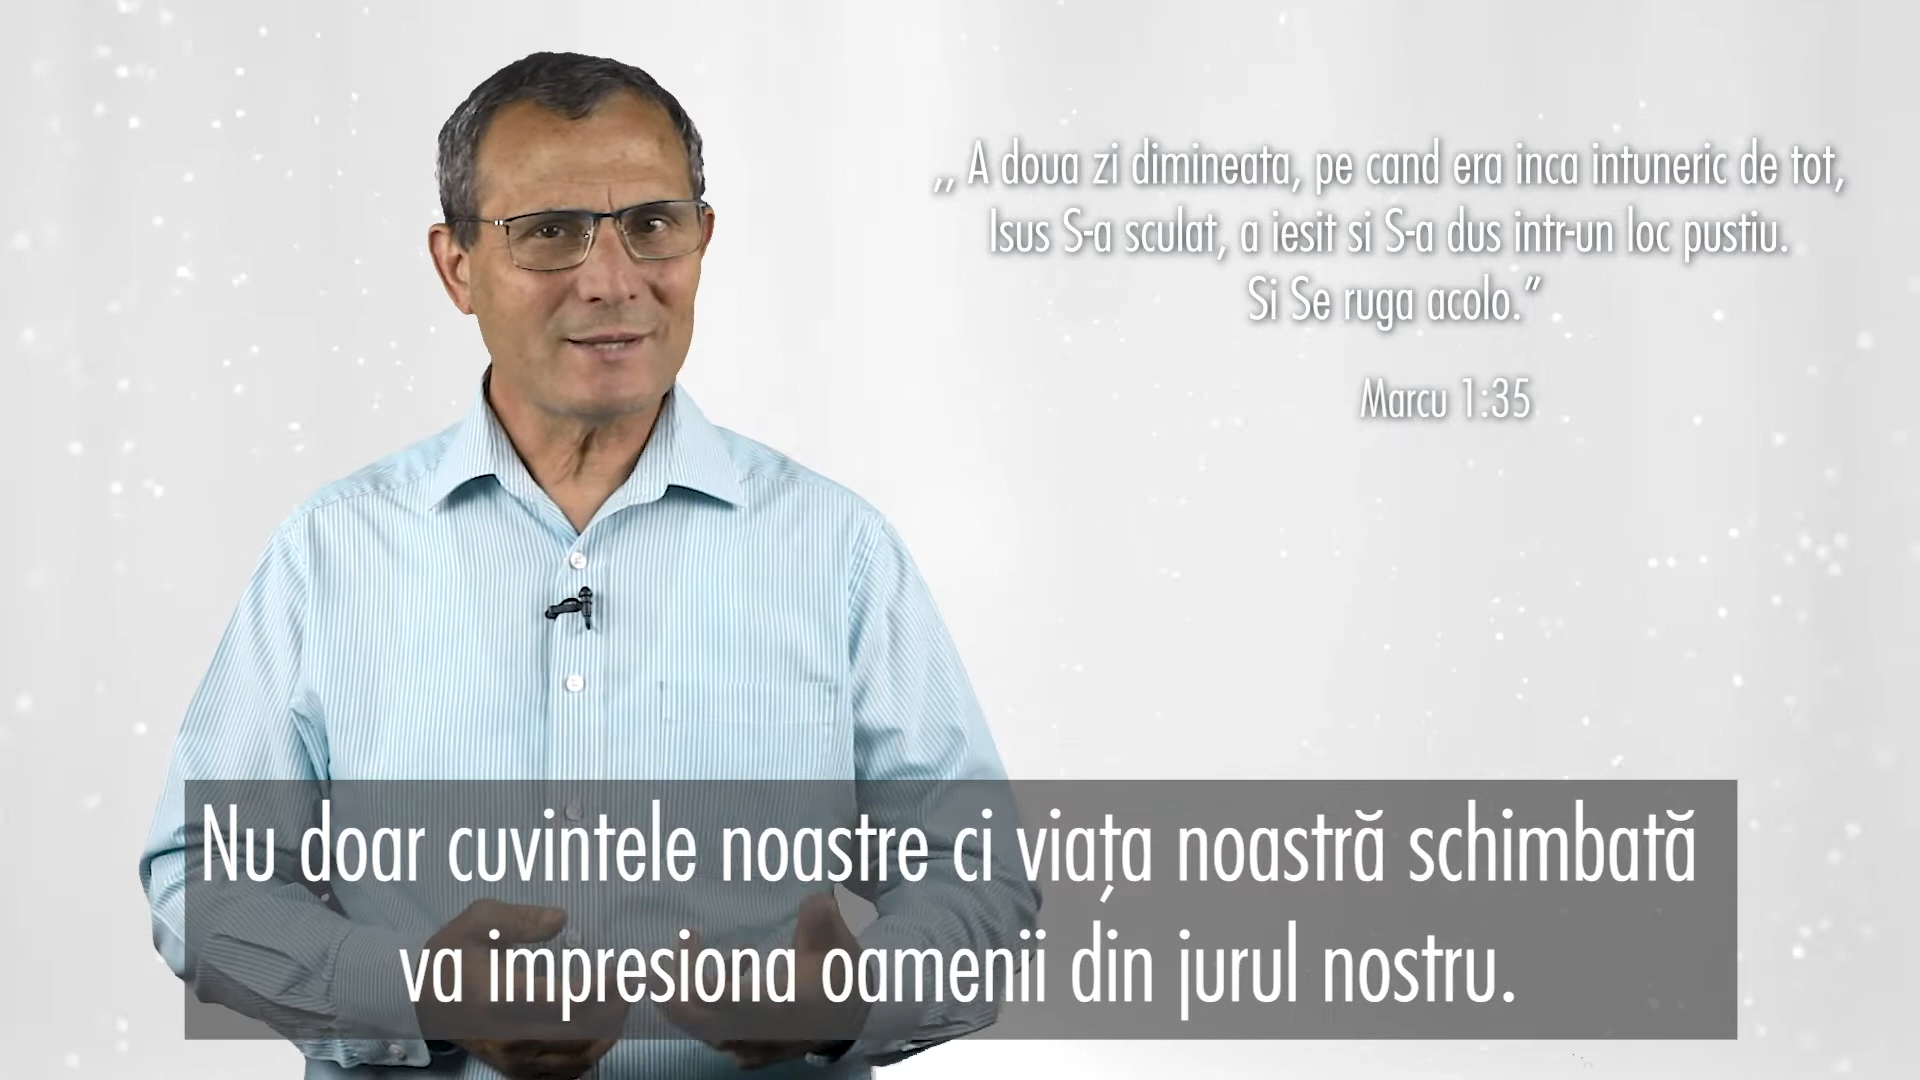 ,, A doua zi dimineata, pe cand era inca intuneric de tot,
Isus S-a sculat, a iesit si S-a dus intr-un loc pustiu.
Si Se ruga acolo.”
Marcu 1:35
Nu doar cuvintele noastre ci viața noastră schimbată
va impresiona oamenii din jurul nostru.